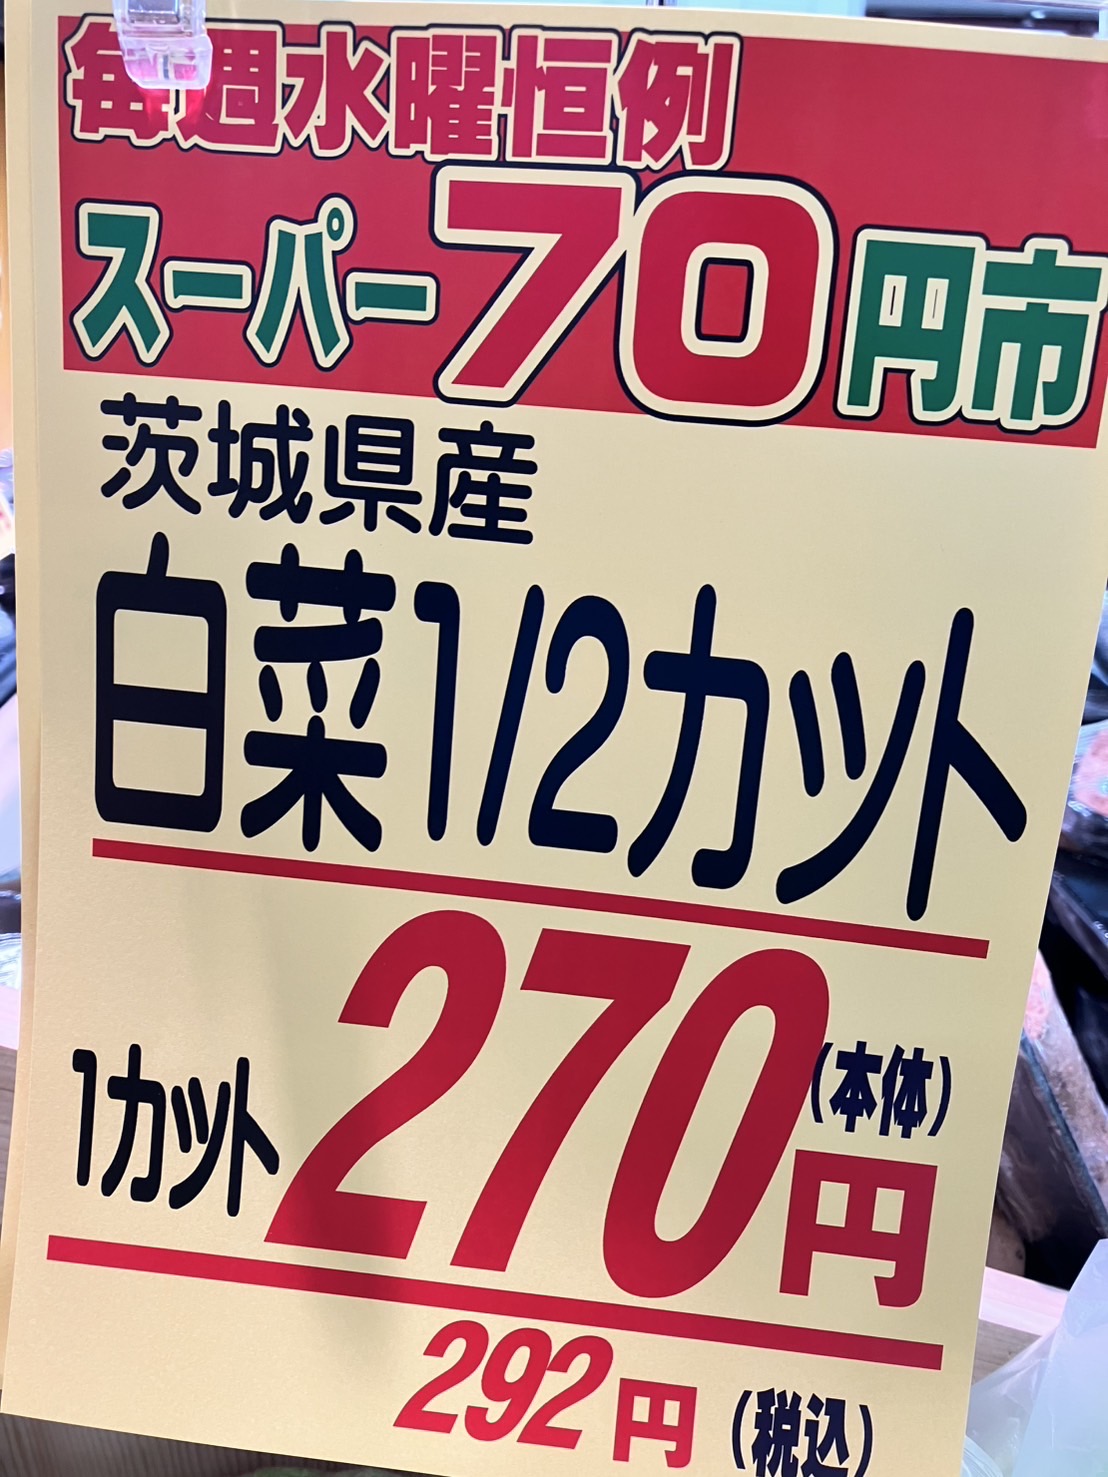 毎週水曜恒例
スーパー70円市
茨城県産
白菜1/2カット
1カット270円(本体)
292円(税込)